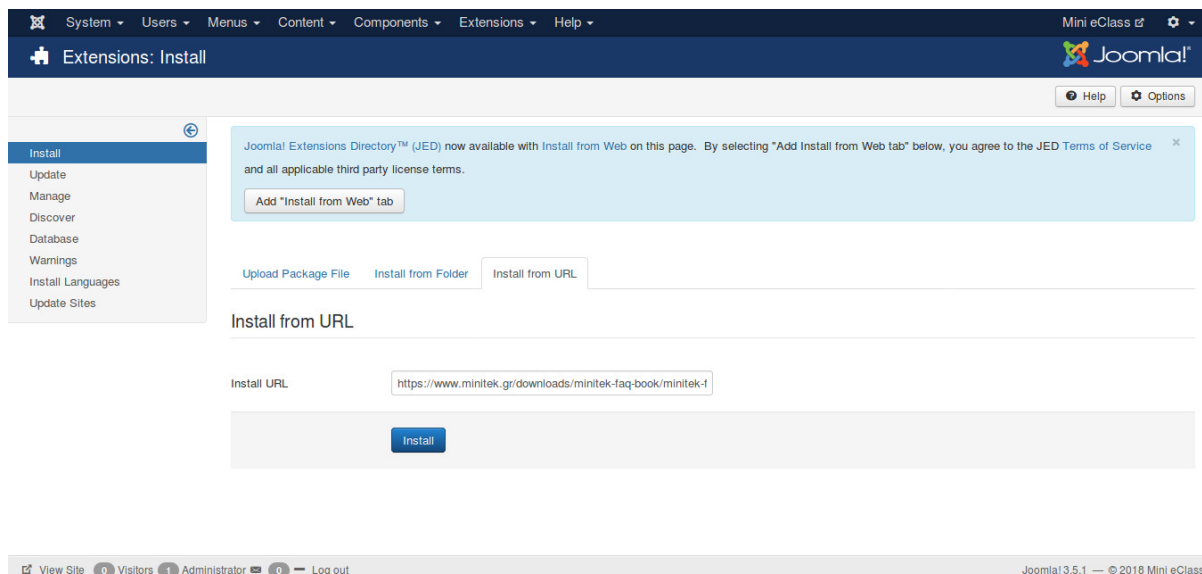 System Users Menus Content Components Extensions Help Mini eClass
Extensions: Install Joomla!®
Help Options
Install
Update
Manage
Discover
Database
Warnings
Install Languages
Update Sites
Joomla! Extensions Directory™ (JED) now available with Install from Web on this page. By selecting "Add Install from Web tab" below, you agree to the JED Terms of Service ×
and all applicable third party license terms.
Add "Install from Web" tab
Upload Package File Install from Folder Install from URL
Install from URL
Install URL https://www.minitek.gr/downloads/minitek-faq-book/minitek-f
Install
View Site 0 Visitors 1 Administrator 0 Log out Joomla! 3.5.1 — © 2018 Mini eClass